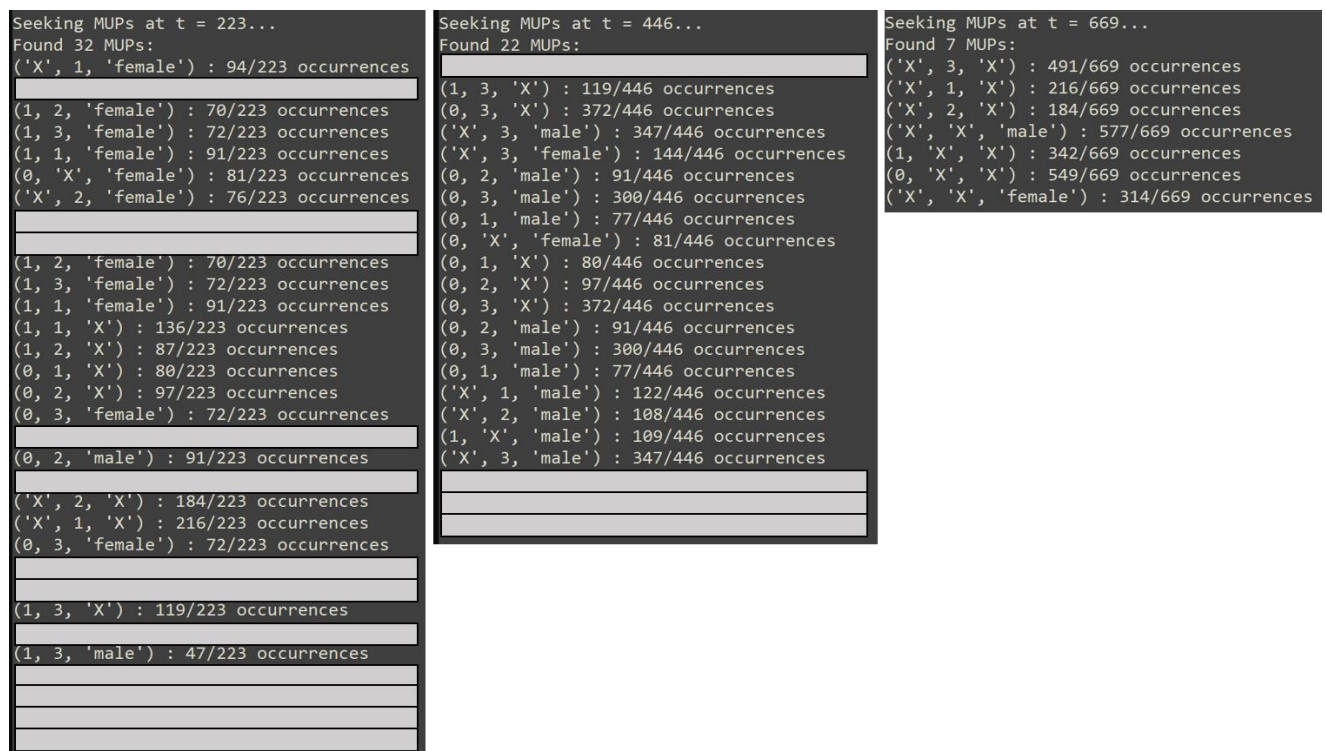 Seeking MUPs at t = 223...
Found 32 MUPs:
('X', 1, 'female') : 94/223 occurrences
(1, 2, 'female') : 70/223 occurrences
(1, 3, 'female') : 72/223 occurrences
(1, 1, 'female') : 91/223 occurrences
(0, 'X', 'female') : 81/223 occurrences
('X', 2, 'female') : 76/223 occurrences
(1, 2, 'female') : 70/223 occurrences
(1, 3, 'female') : 72/223 occurrences
(1, 1, 'female') : 91/223 occurrences
(1, 1, 'X') : 136/223 occurrences
(1, 2, 'X') : 87/223 occurrences
(0, 1, 'X') : 80/223 occurrences
(0, 2, 'X') : 97/223 occurrences
(0, 3, 'female') : 72/223 occurrences
(0, 2, 'male') : 91/223 occurrences
('X', 2, 'X') : 184/223 occurrences
('X', 1, 'X') : 216/223 occurrences
(0, 3, 'female') : 72/223 occurrences
(1, 3, 'X') : 119/223 occurrences
(1, 3, 'male') : 47/223 occurrences
Seeking MUPs at t = 446...
Found 22 MUPs:
(1, 3, 'X') : 119/446 occurrences
(0, 3, 'X') : 372/446 occurrences
('X', 3, 'male') : 347/446 occurrences
('X', 3, 'female') : 144/446 occurrences
(0, 2, 'male') : 91/446 occurrences
(0, 3, 'male') : 300/446 occurrences
(0, 1, 'male') : 77/446 occurrences
(0, 'X', 'female') : 81/446 occurrences
(0, 1, 'X') : 80/446 occurrences
(0, 2, 'X') : 97/446 occurrences
(0, 3, 'X') : 372/446 occurrences
(0, 2, 'male') : 91/446 occurrences
(0, 3, 'male') : 300/446 occurrences
(0, 1, 'male') : 77/446 occurrences
('X', 1, 'male') : 122/446 occurrences
('X', 2, 'male') : 108/446 occurrences
(1, 'X', 'male') : 109/446 occurrences
('X', 3, 'male') : 347/446 occurrences
Seeking MUPs at t = 669...
Found 7 MUPs:
('X', 3, 'X') : 491/669 occurrences
('X', 1, 'X') : 216/669 occurrences
('X', 2, 'X') : 184/669 occurrences
('X', 'X', 'male') : 577/669 occurrences
(1, 'X', 'X') : 342/669 occurrences
(0, 'X', 'X') : 549/669 occurrences
('X', 'X', 'female') : 314/669 occurrences